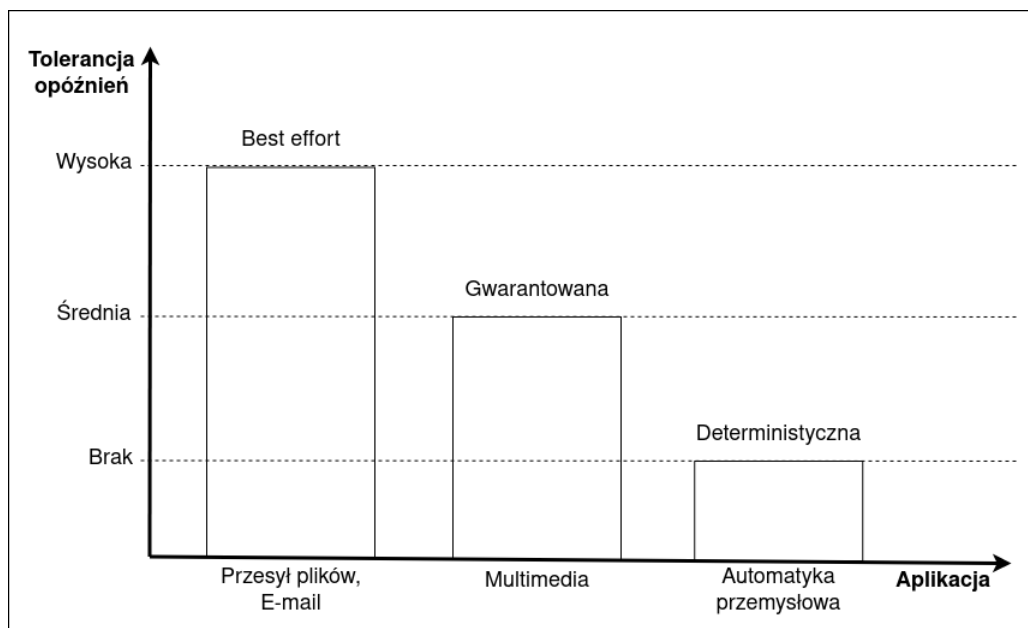 Tolerancja
opóźnień
Best effort
Wysoka
Gwarantowana
Średnia
Deterministyczna
Brak
Przesył plików,
E-mail
Multimedia
Automatyka
przemysłowa
Aplikacja